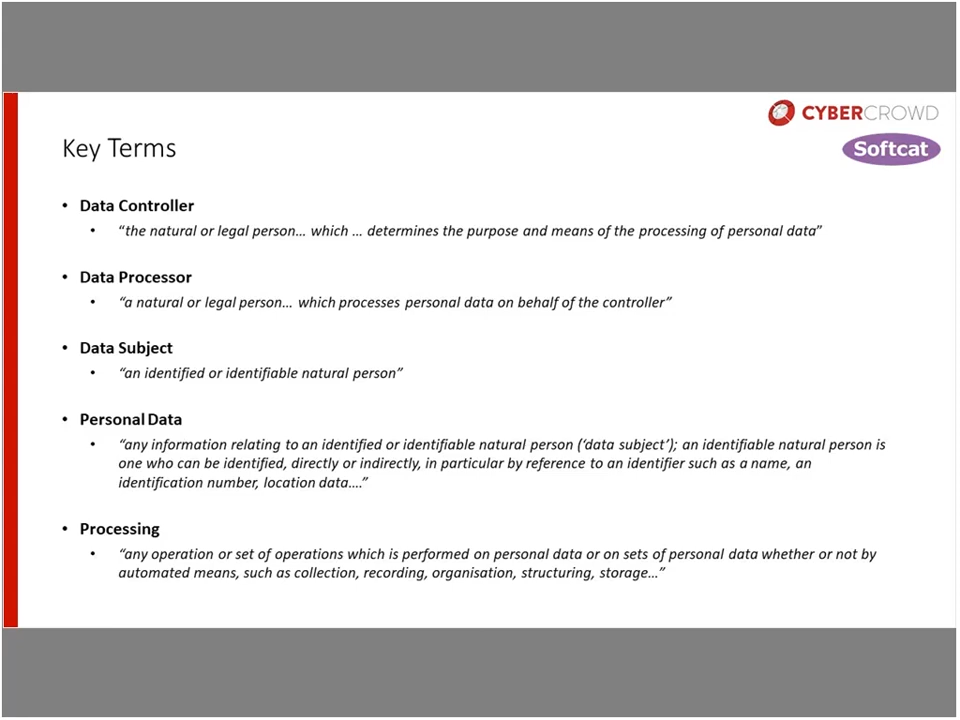 CYBERCROWD
Softcat
Key Terms
• Data Controller
• “the natural or legal person… which … determines the purpose and means of the processing of personal data”
• Data Processor
• “a natural or legal person… which processes personal data on behalf of the controller”
• Data Subject
• “an identified or identifiable natural person”
• Personal Data
• “any information relating to an identified or identifiable natural person (‘data subject’); an identifiable natural person is
one who can be identified, directly or indirectly, in particular by reference to an identifier such as a name, an
identification number, location data….”
• Processing
• “any operation or set of operations which is performed on personal data or on sets of personal data whether or not by
automated means, such as collection, recording, organisation, structuring, storage…”